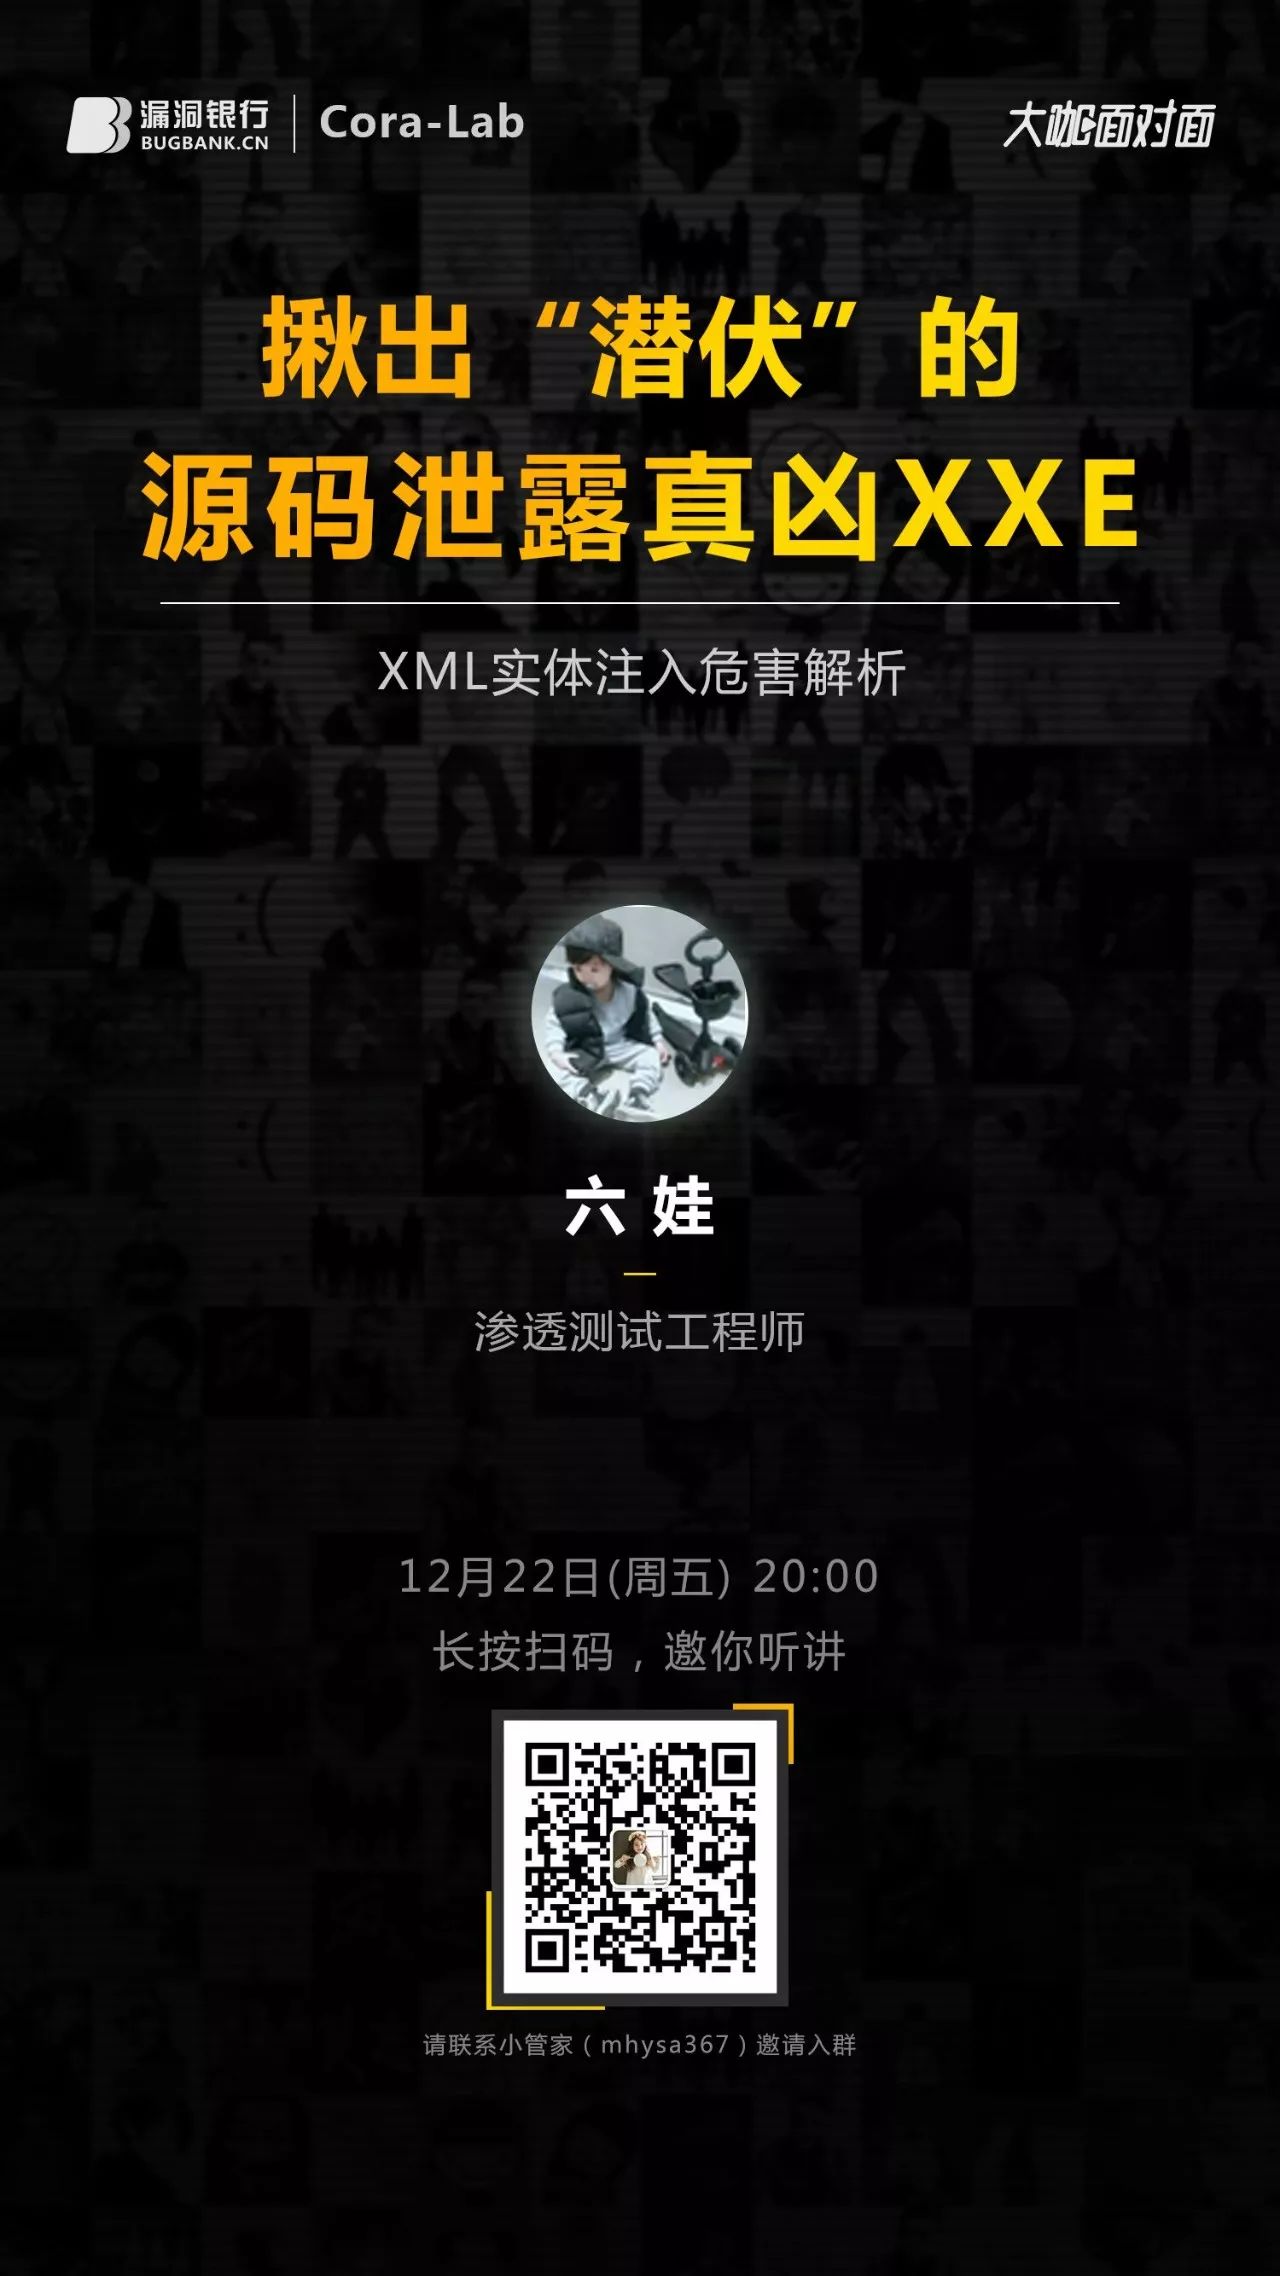 漏洞银行
BUGBANK.CN
Cora-Lab
大咖面对面
揪出“潜伏”的
源码泄露真凶XXE
XML实体注入危害解析
六娃
渗透测试工程师
12月22日(周五) 20:00
长按扫码，邀你听讲
请联系小管家（mhysa367）邀请入群